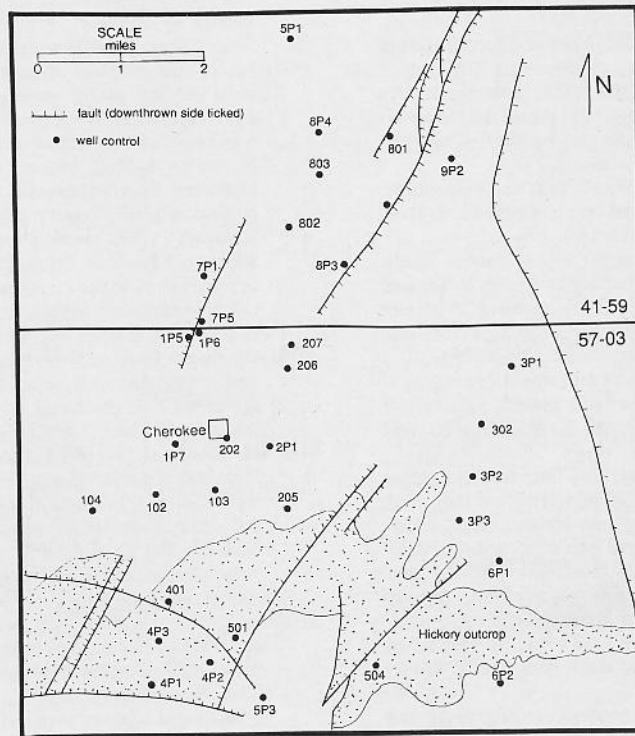 SCALE
miles
0 1 2
fault (downthrown side ticked)
well control
N
5P1
8P4
801
803
9P2
802
8P3
7P1
7P5
1P5
1P6
41-59
57-03
207
206
3P1
Cherokee
302
202
2P1
1P7
3P2
104
102
103
205
3P3
6P1
401
4P3
501
Hickory outcrop
4P2
504
4P1
5P3
6P2